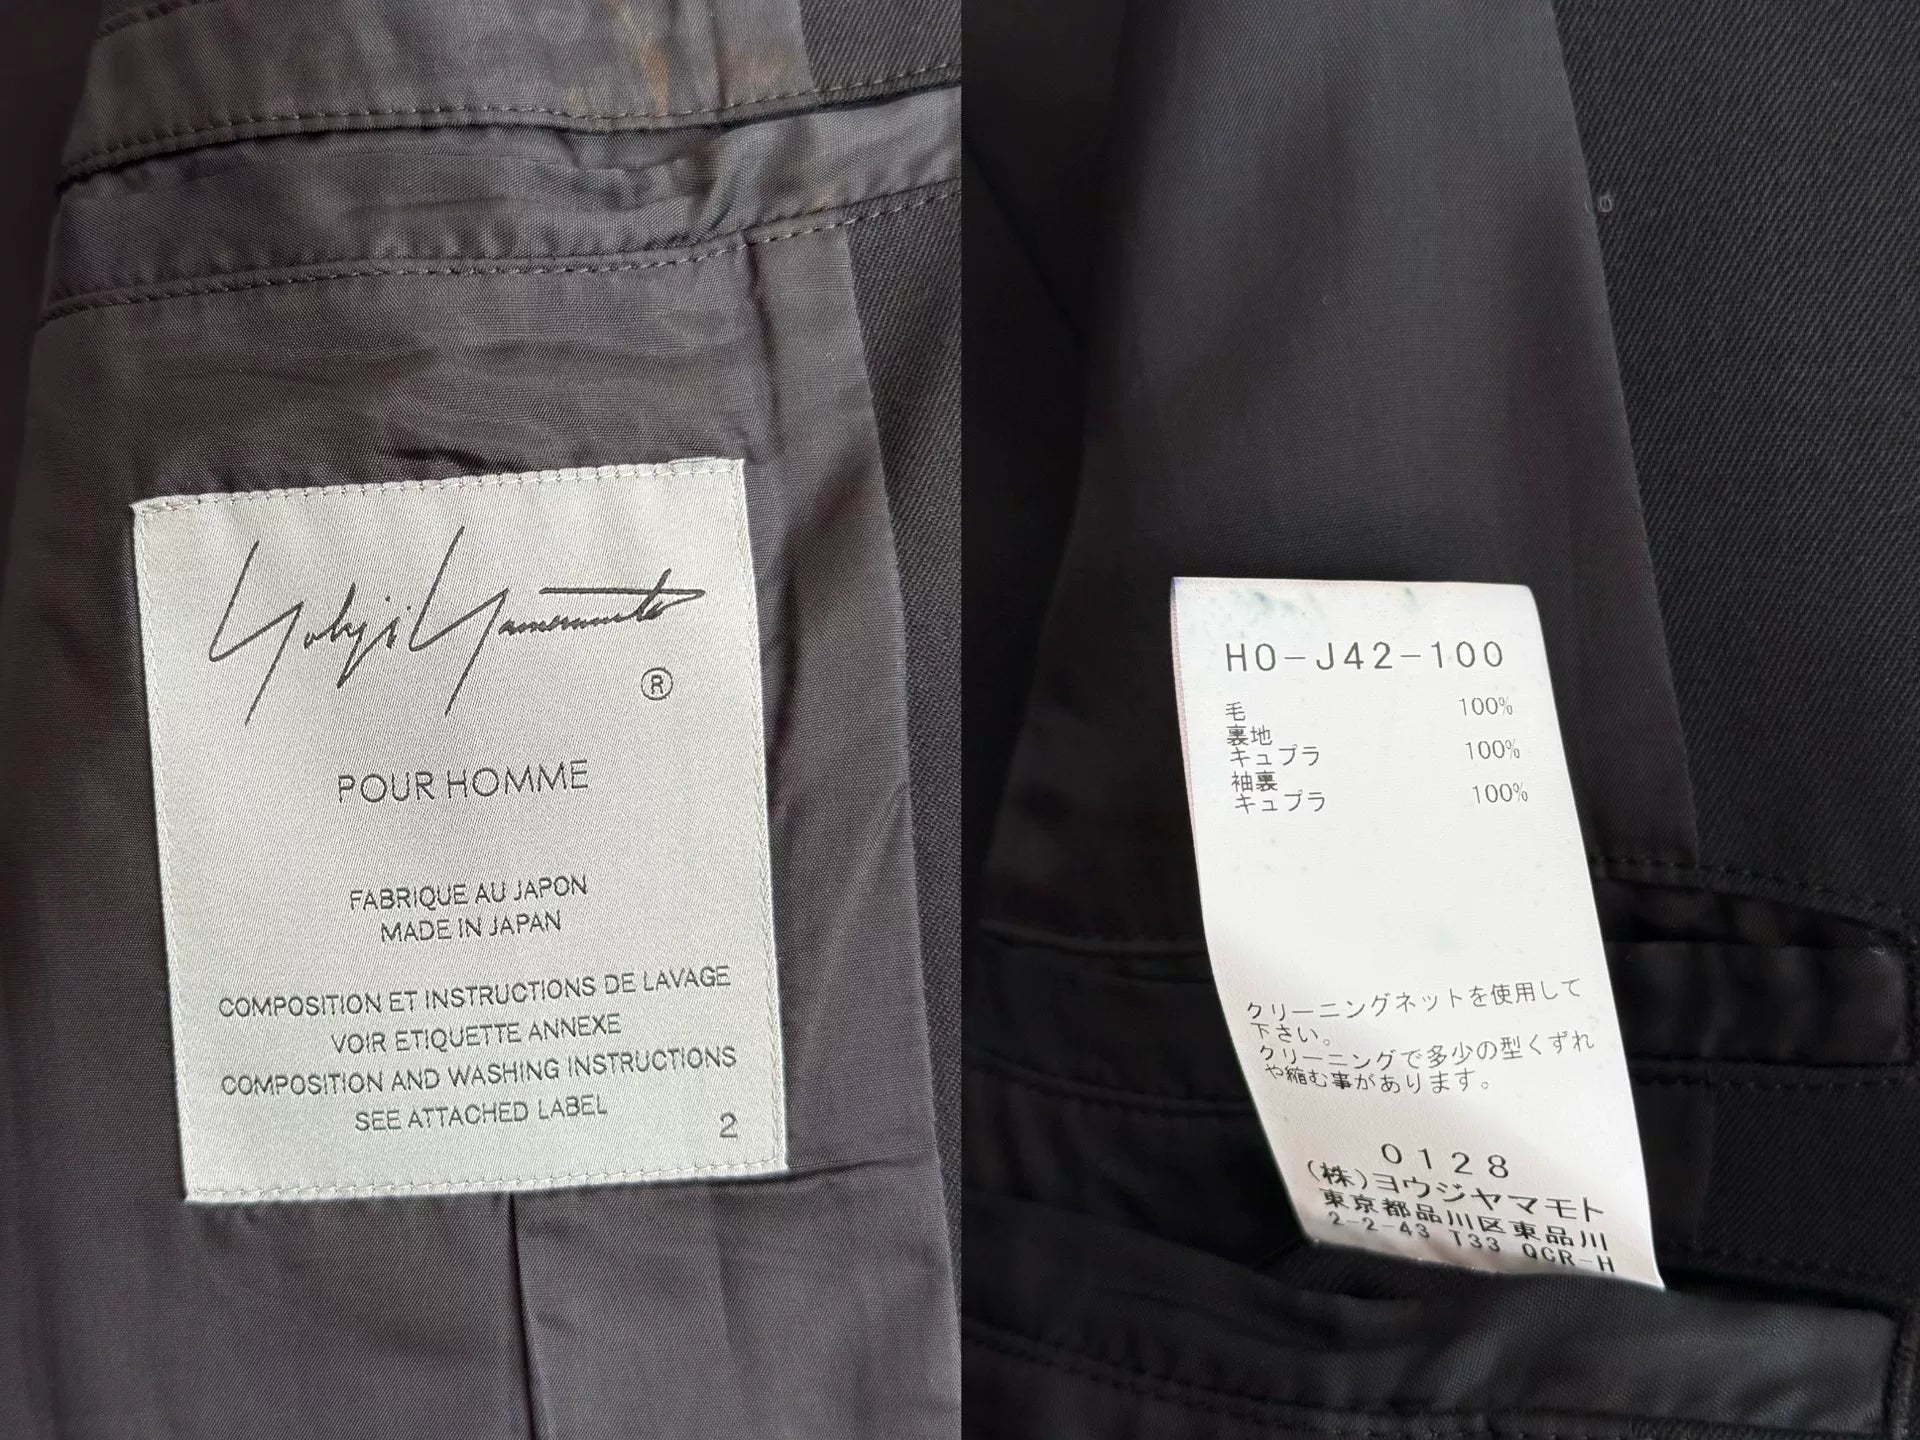 Yohji Yamamoto
®
POUR HOMME
FABRIQUE AU JAPON
MADE IN JAPAN
COMPOSITION ET INSTRUCTIONS DE LAVAGE
VOIR ETIQUETTE ANNEXE
COMPOSITION AND WASHING INSTRUCTIONS
SEE ATTACHED LABEL
2
HO-J42-100
毛 100%
裏地
キュプラ 100%
袖裏
キュプラ 100%
クリーニングネットを使用して
下さい。
クリーニングで多少の型くずれ
や縮む事があります。
0128
(株)ヨウジヤマモト
東京都品川区東品川
2-2-43 T33 QCR-H